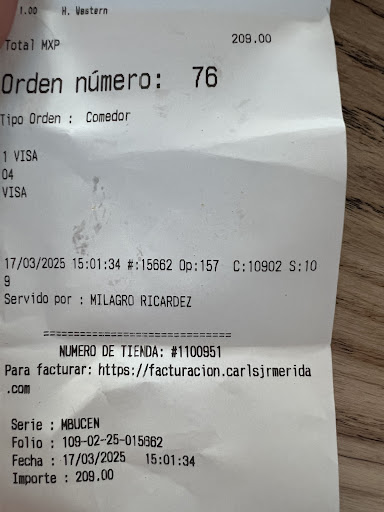 1.00 H. Western
Total MXP 209.00
Orden número: 76
Tipo Orden : Comedor
1 VISA
04
VISA
17/03/2025 15:01:34 #:15662 Op:157 C:10902 S:10
9
Servido por : MILAGRO RICARDEZ
===============================
NUMERO DE TIENDA: #1100951
Para facturar: https://facturacion.carlsjrmerida
.com
Serie : MBUCEN
Folio : 109-02-25-015662
Fecha : 17/03/2025 15:01:34
Importe : 209.00